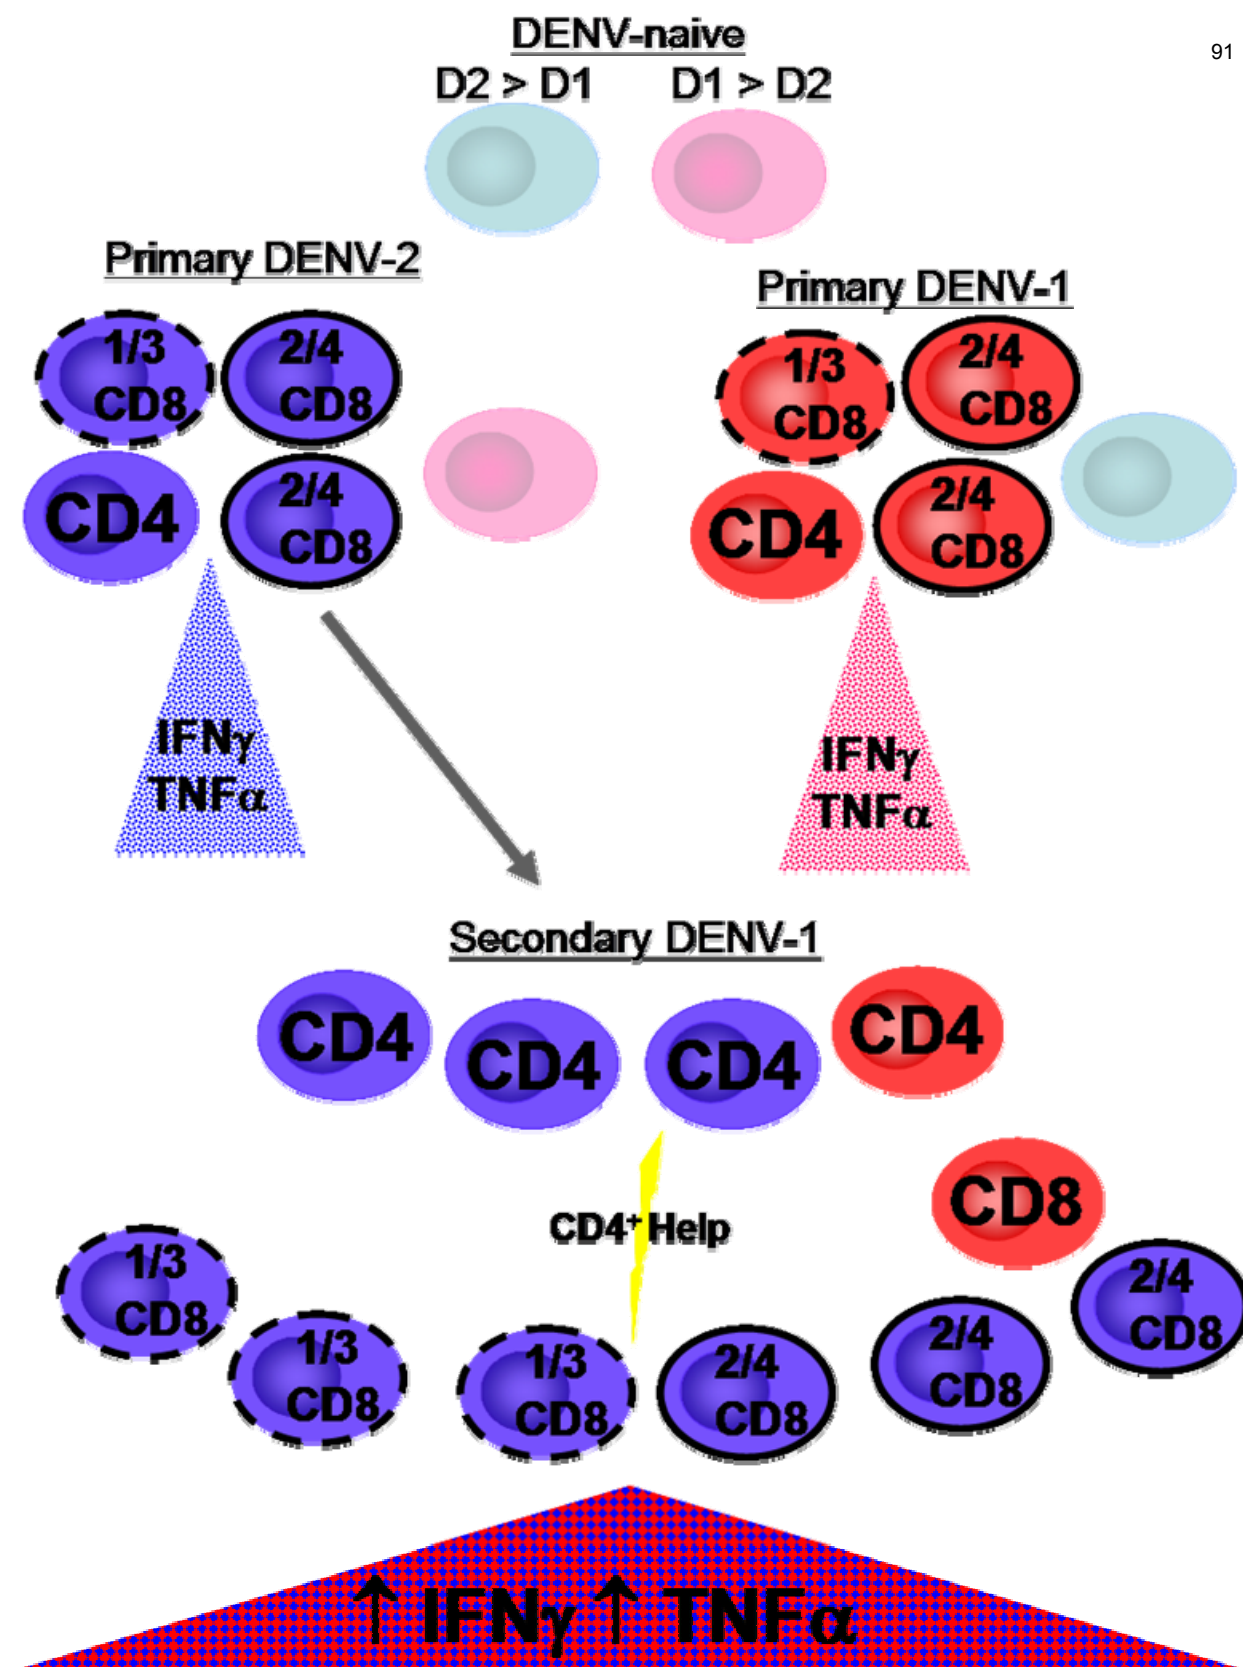 91
DENV-naive
D2 > D1
D1 > D2
Primary DENV-2
1/3
CD8
2/4
CD8
CD4
2/4
CD8
IFNγ
TNFα
Primary DENV-1
1/3
CD8
2/4
CD8
CD4
2/4
CD8
IFNγ
TNFα
Secondary DENV-1
CD4
CD4
CD4
CD4
CD4⁺ Help
CD8
1/3
CD8
1/3
CD8
1/3
CD8
2/4
CD8
2/4
CD8
2/4
CD8
↑ IFNγ ↑ TNFα